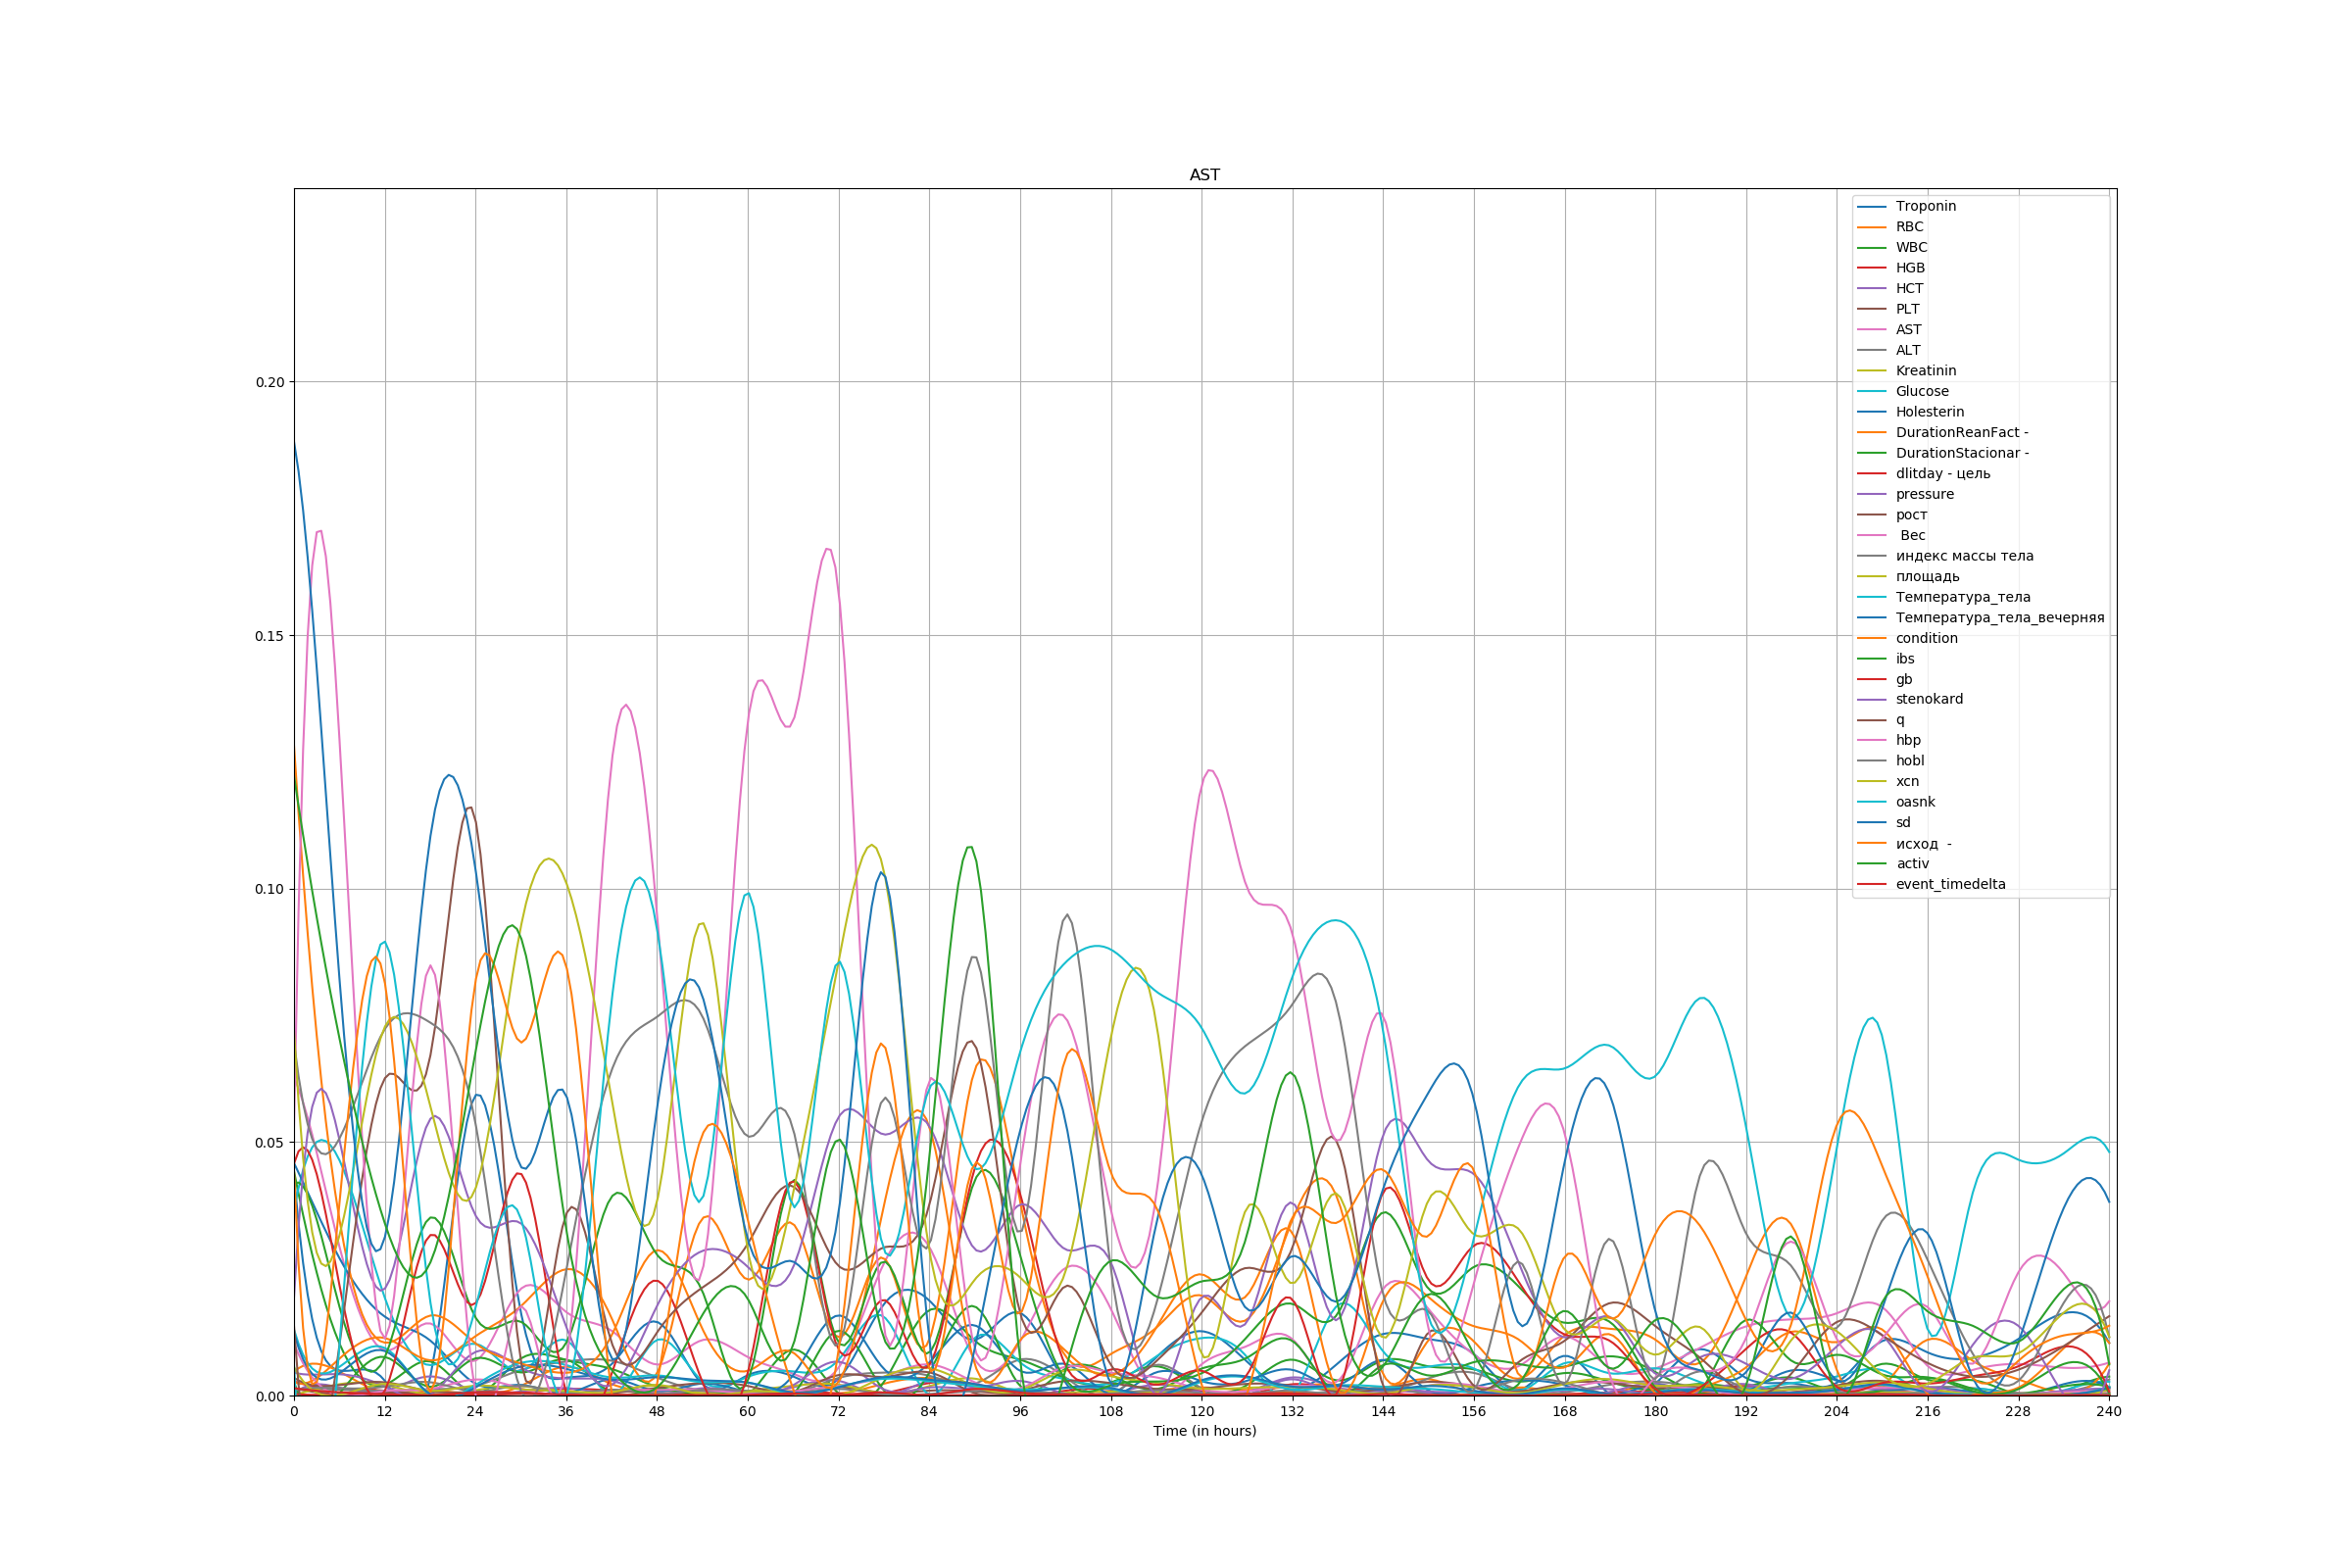 AST
0.20
0.15
0.10
0.05
0.00
0 12 24 36 48 60 72 84 96 108 120 132 144 156 168 180 192 204 216 228 240
Time (in hours)
Troponin
RBC
WBC
HGB
HCT
PLT
AST
ALT
Kreatinin
Glucose
Holesterin
DurationReanFact -
DurationStacionar -
dlitday - цель
pressure
рост
Вес
индекс массы тела
площадь
Температура_тела
Температура_тела_вечерняя
condition
ibs
gb
stenokard
q
hbp
hobl
xcn
oasnk
sd
исход  -
activ
event_timedelta